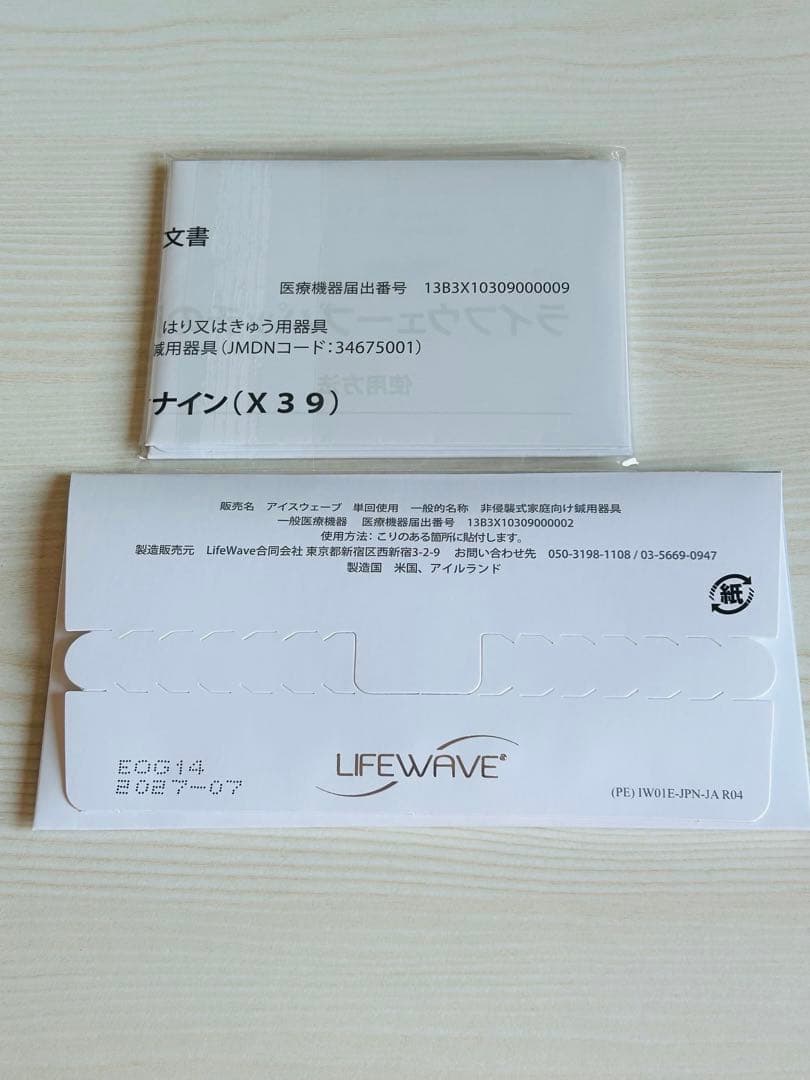 文書
医療機器届出番号 13B3X10309000009
はり又はきゅう用器具
鍼用器具(JMDNコード:34675001)
ナイン(X39)
販売名 アイスウェーブ 単回使用 一般的名称 非侵襲式家庭向け鍼用器具
一般医療機器 医療機器届出番号 13B3X10309000002
使用方法:こりのある箇所に貼付します。
製造販売元 LifeWave合同会社 東京都新宿区西新宿3-2-9 お問い合わせ先 050-3198-1108 / 03-5669-0947
製造国 米国、アイルランド
紙
EOG14
2027-07
LIFEWAVE®
(PE) IW01E-JPN-JA R04